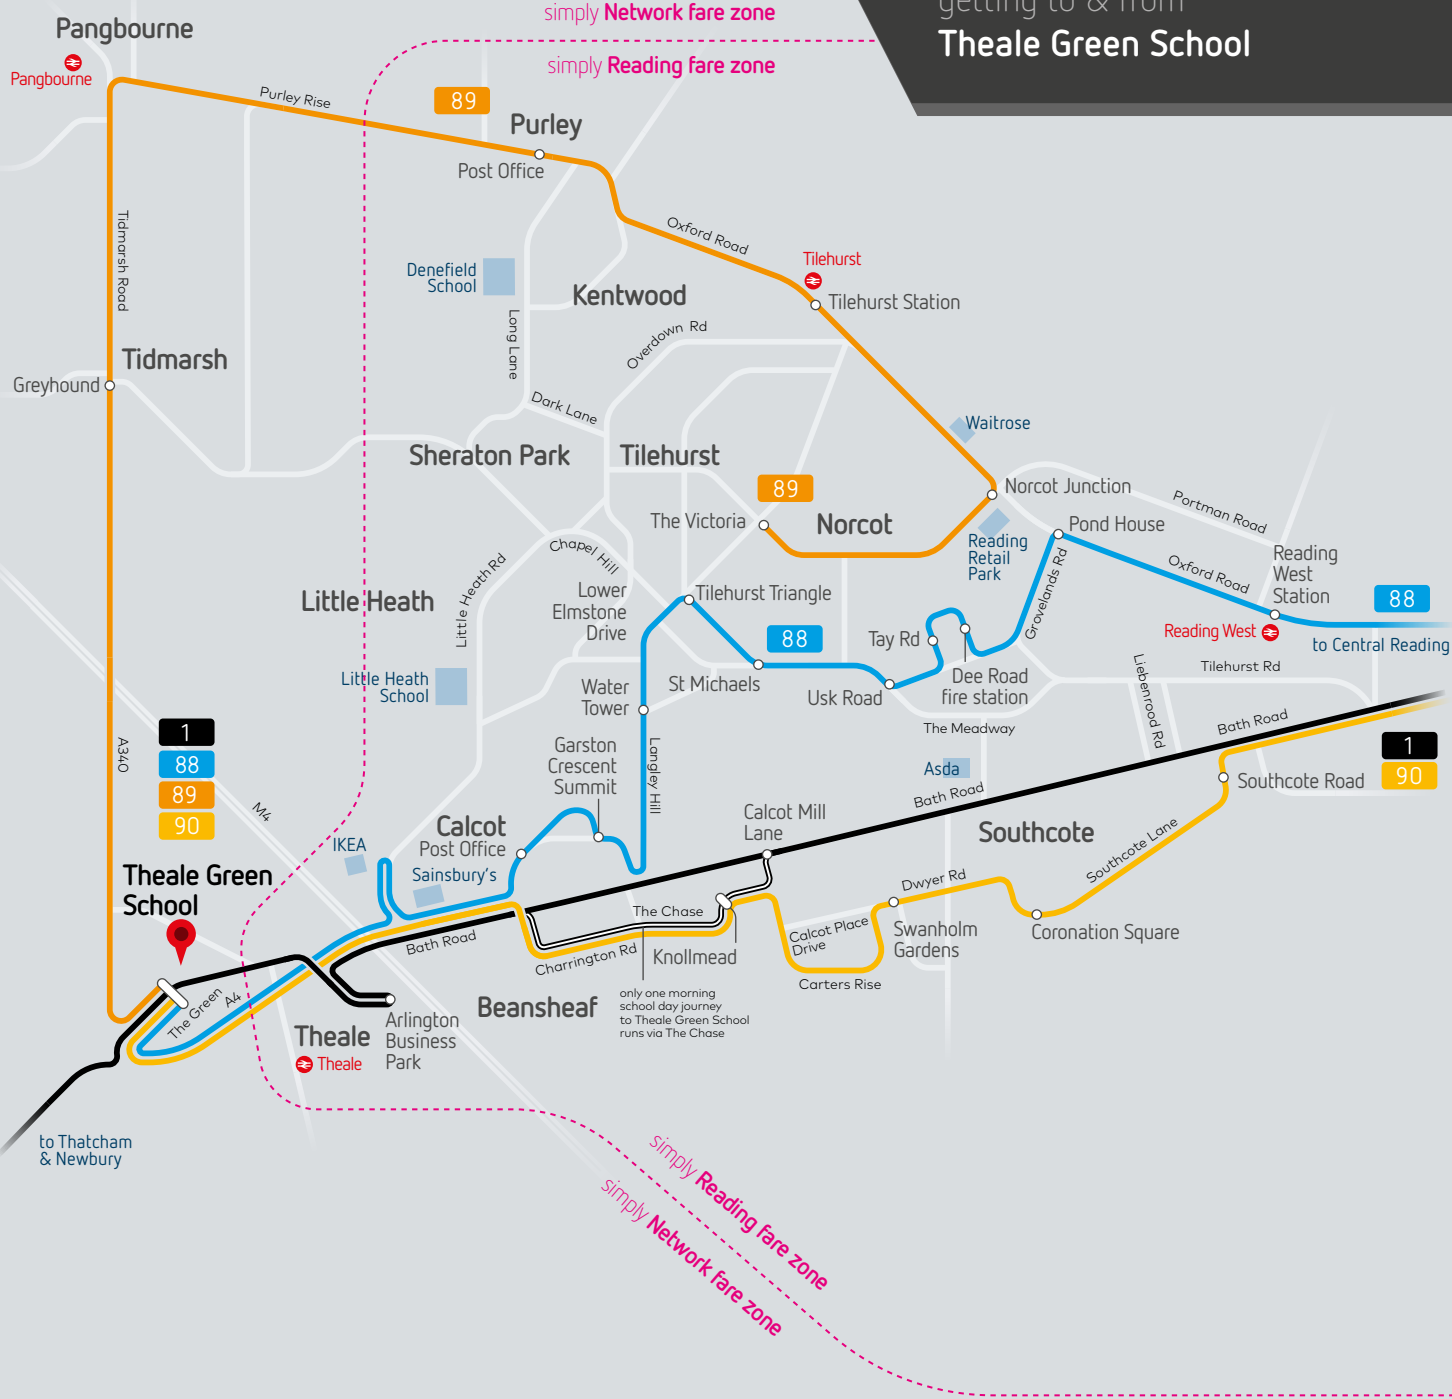 getting to & from
Theale Green School
simply Network fare zone
simply Reading fare zone
Pangbourne
Pangbourne
Purley Rise
89
Purley
Post Office
Tidmarsh Road
Oxford Road
Denefield
School
Kentwood
Tilehurst
Tilehurst Station
Long Lane
Overdown Rd
Tidmarsh
Greyhound
Dark Lane
Waitrose
Sheraton Park
Tilehurst
89
The Victoria
Norcot
Norcot Junction
Portman Road
Pond House
Reading
Retail
Park
Chapel Hill
Little Heath Rd
Little Heath
Lower
Elmstone
Drive
Tilehurst Triangle
88
Tay Rd
Grovelands Rd
Oxford Road
Reading
West
Station
88
Reading West
to Central Reading
Little Heath
School
Water
Tower
St Michaels
Usk Road
Dee Road
fire station
The Meadway
Liebenrood Rd
Tilehurst Rd
Bath Road
1
88
89
90
A340
M4
Garston
Crescent
Summit
Langley Hill
Asda
Bath Road
1
90
Southcote Road
Calcot Mill
Lane
Southcote
Southcote Lane
Calcot
Post Office
IKEA
Sainsbury's
Theale Green
School
The Chase
Dwyer Rd
Bath Road
Charrington Rd
Knollmead
Calcot Place
Drive
Swanholm
Gardens
Coronation Square
Carters Rise
only one morning
school day journey
to Theale Green School
runs via The Chase
Beansheaf
The Green
A4
Theale
Theale
Arlington
Business
Park
to Thatcham
& Newbury
simply Reading fare zone
simply Network fare zone